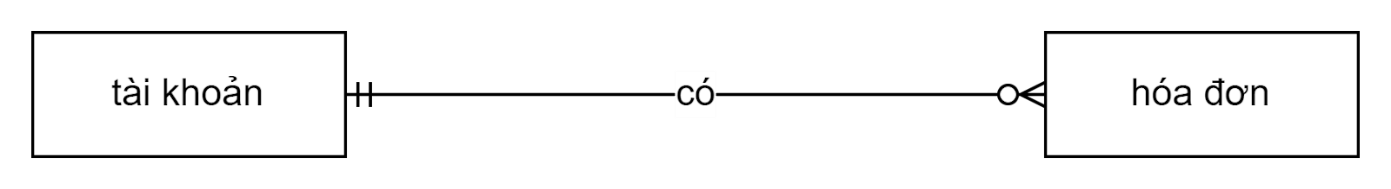 tài khoản
có
hóa đơn